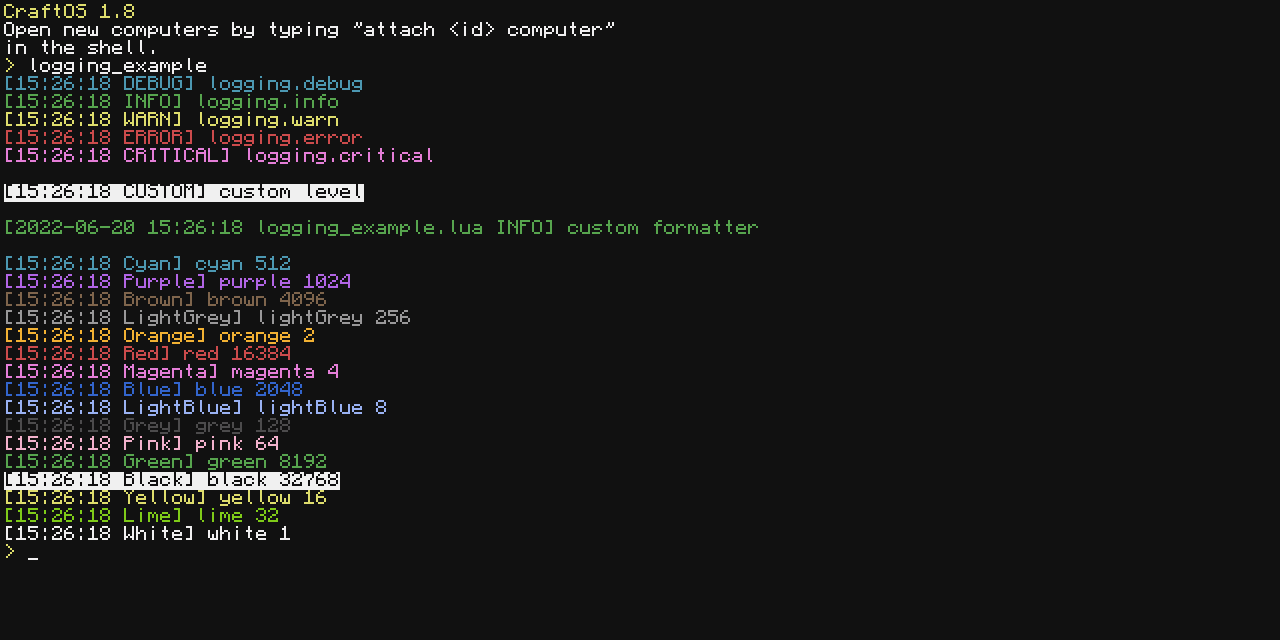 CraftOS 1.8
Open new computers by typing "attach <id> computer"
in the shell.
> logging_example
[15:26:18 DEBUG] logging.debug
[15:26:18 INFO] logging.info
[15:26:18 WARN] logging.warn
[15:26:18 ERROR] logging.error
[15:26:18 CRITICAL] logging.critical
[15:26:18 CUSTOM] custom level
[2022-06-20 15:26:18 logging_example.lua INFO] custom formatter
[15:26:18 Cyan] cyan 512
[15:26:18 Purple] purple 1024
[15:26:18 Brown] brown 4096
[15:26:18 LightGrey] lightGrey 256
[15:26:18 Orange] orange 2
[15:26:18 Red] red 16384
[15:26:18 Magenta] magenta 4
[15:26:18 Blue] blue 2048
[15:26:18 LightBlue] lightBlue 8
[15:26:18 Grey] grey 128
[15:26:18 Pink] pink 64
[15:26:18 Green] green 8192
[15:26:18 Black] black 32768
[15:26:18 Yellow] yellow 16
[15:26:18 Lime] lime 32
[15:26:18 White] white 1
> _